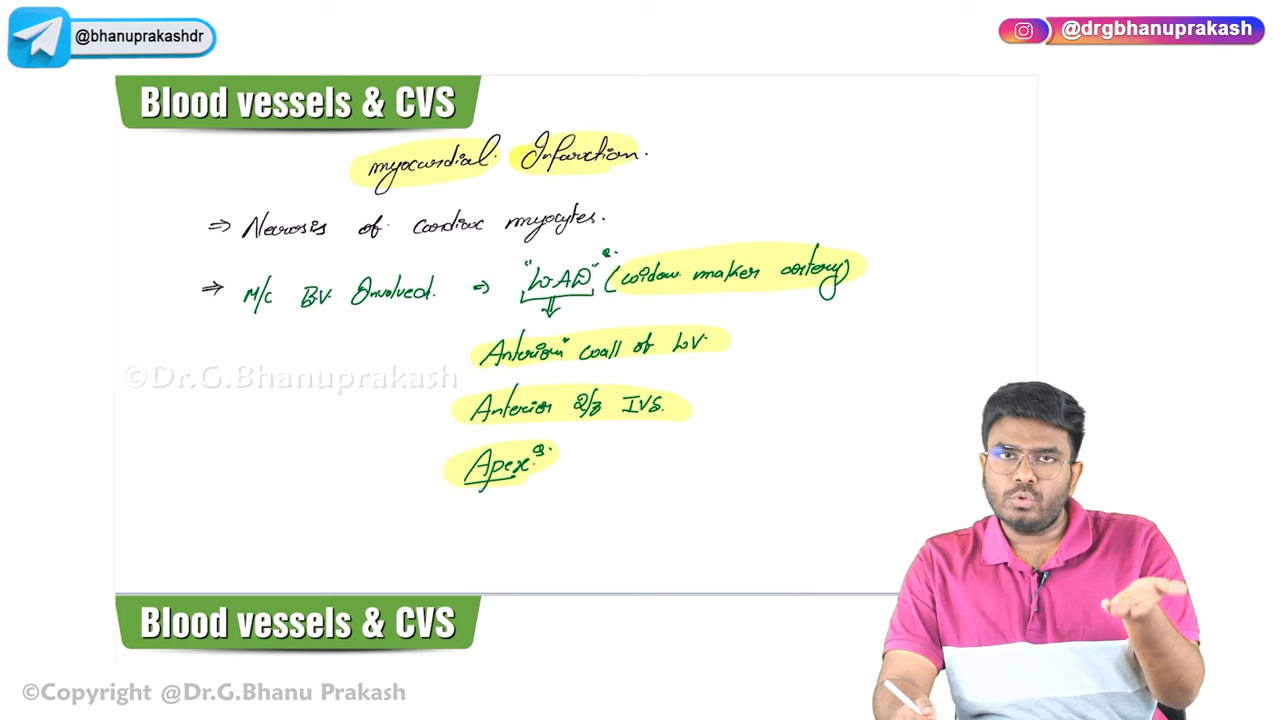 @bhanuprakashdr
@drgbhanuprakash
Blood vessels & CVS
myocardial Infarction.
⇒ Necrosis of cardiac myocytes.
⇒ M/C B.V. Involved. ⇒ "LAD" (widow maker artery)
Anterior wall of LV.
Anterior 2/3 IVS.
©Dr.G.Bhanuprakash
Apex
Blood vessels & CVS
©Copyright @Dr.G.Bhanu Prakash